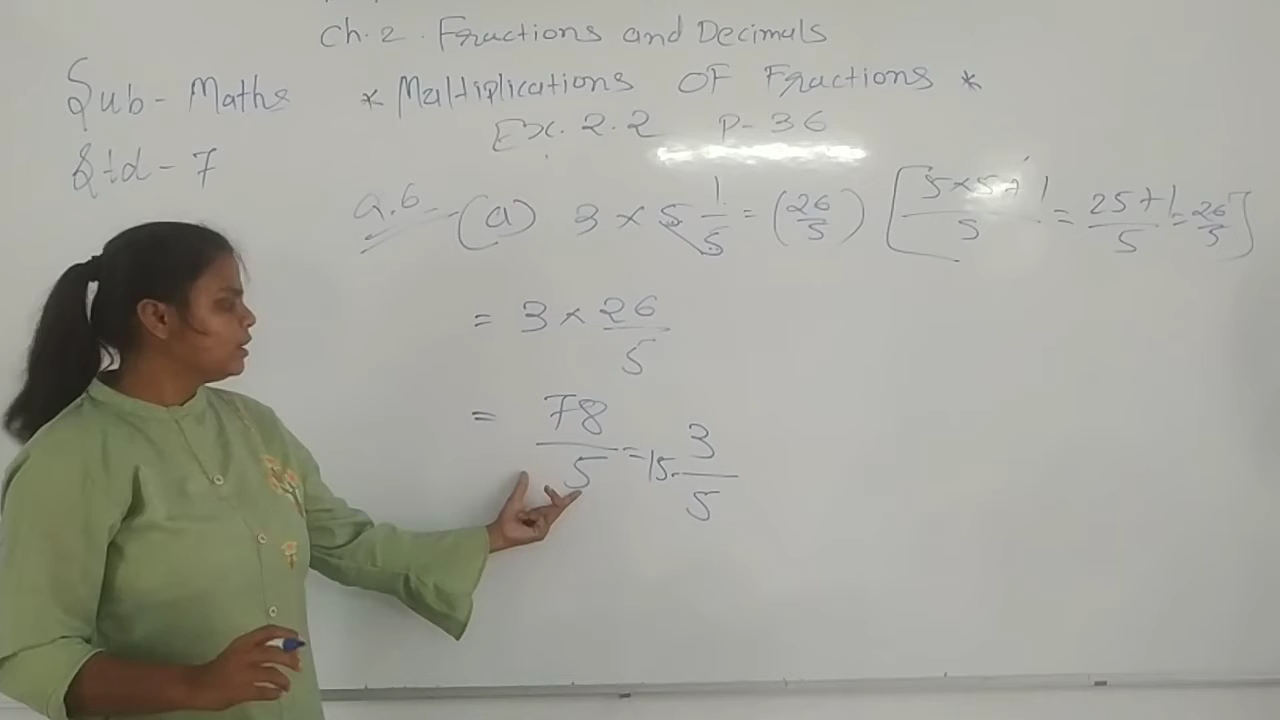 Ch. 2. Fractions and Decimals
Sub - Maths * Multiplications OF Fractions *
Ex. 2.2 P- 36
Std - 7
Q.6 (a) 3 × 5 1/5 = (26/5) [5×5+1/5 = 25+1/5 = 26/5]
= 3 × 26/5
= 78/5 = 15 3/5